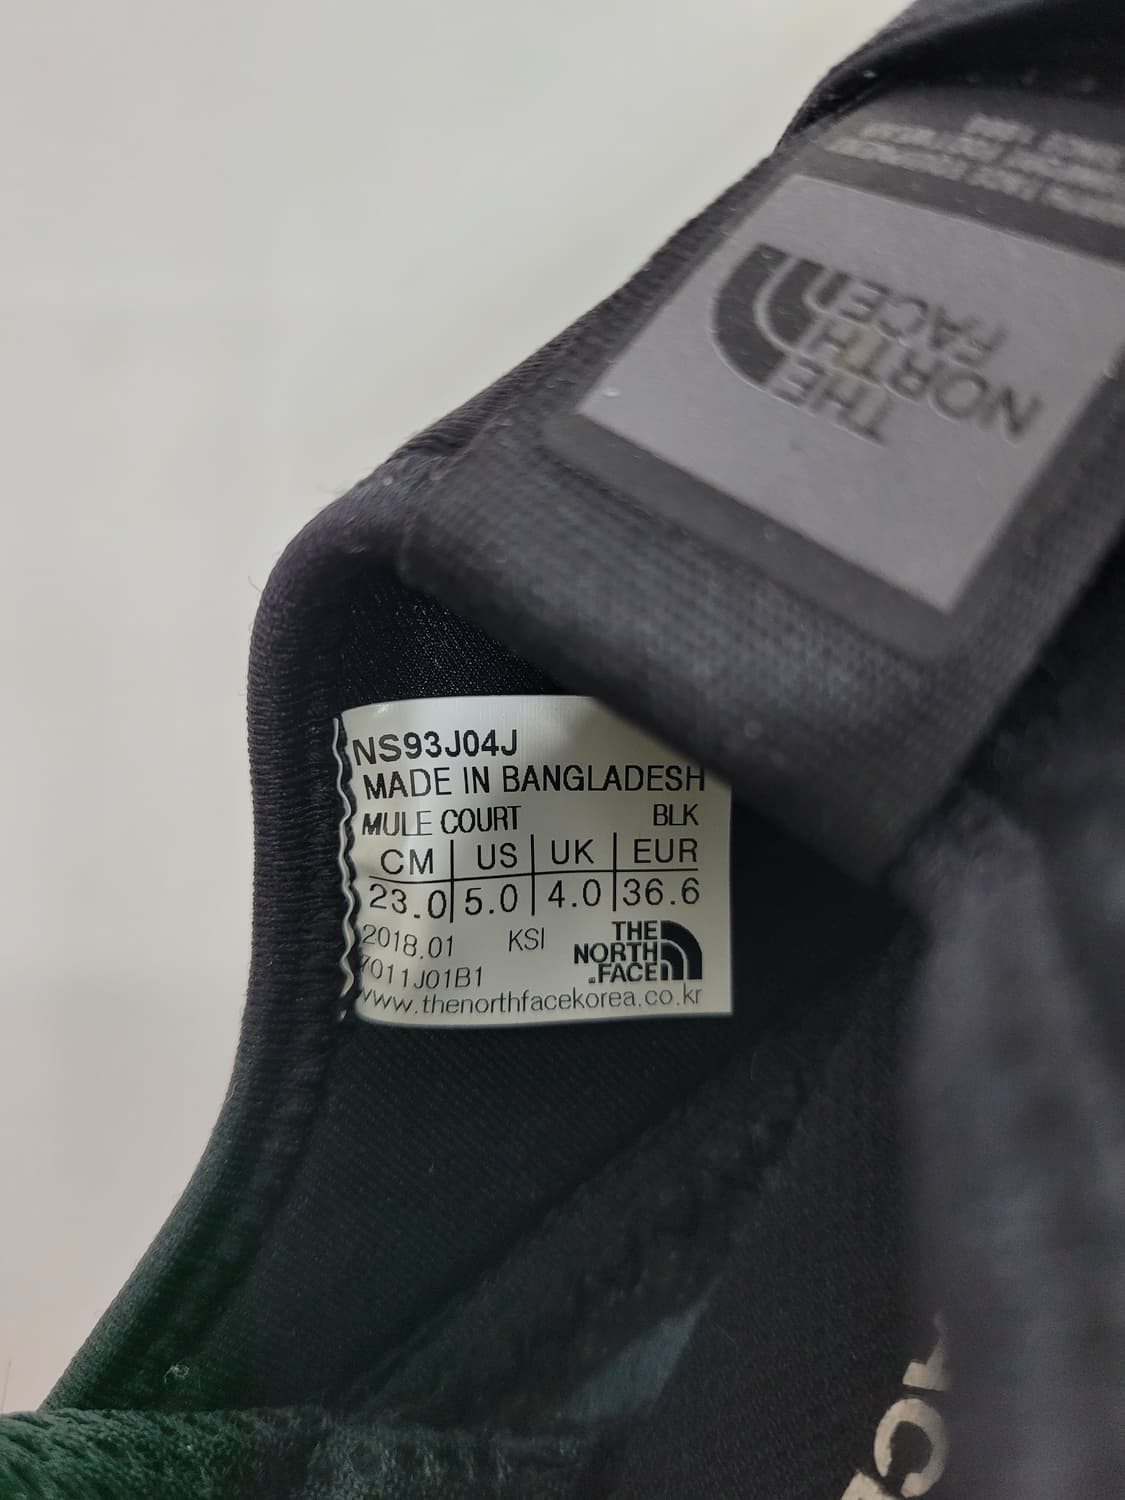 THE
NORTH
FACE
NS93J04J
MADE IN BANGLADESH
MULE COURT BLK
CM US UK EUR
23.0 5.0 4.0 36.6
2018.01 KSI
7011J01B1
THE
NORTH
FACE
www.thenorthfacekorea.co.kr